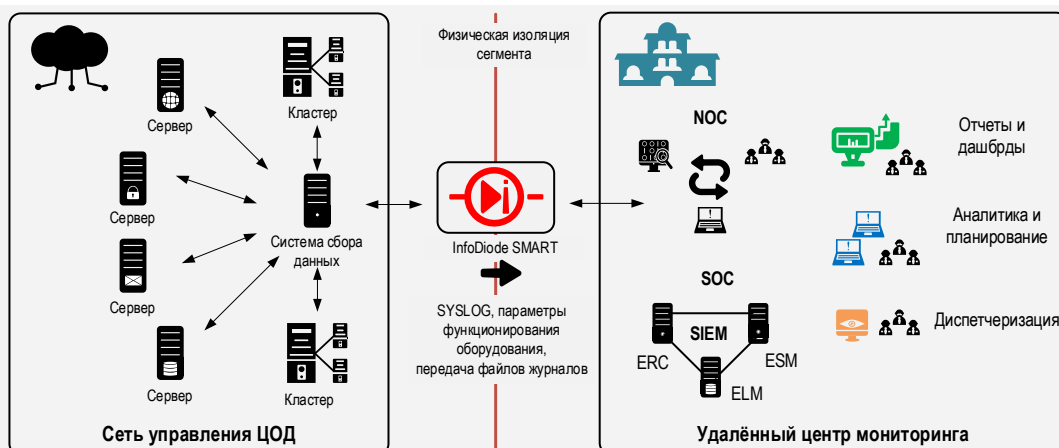 Сервер
Сервер
Сервер
Сервер
Кластер
Система сбора
данных
Кластер
Сеть управления ЦОД
Физическая изоляция
сегмента
InfoDiode SMART
SYSLOG, параметры
функционирования
оборудования,
передача файлов журналов
NOC
SOC
SIEM
ERC
ESM
ELM
Отчеты и
дашбрды
Аналитика и
планирование
Диспетчеризация
Удалённый центр мониторинга